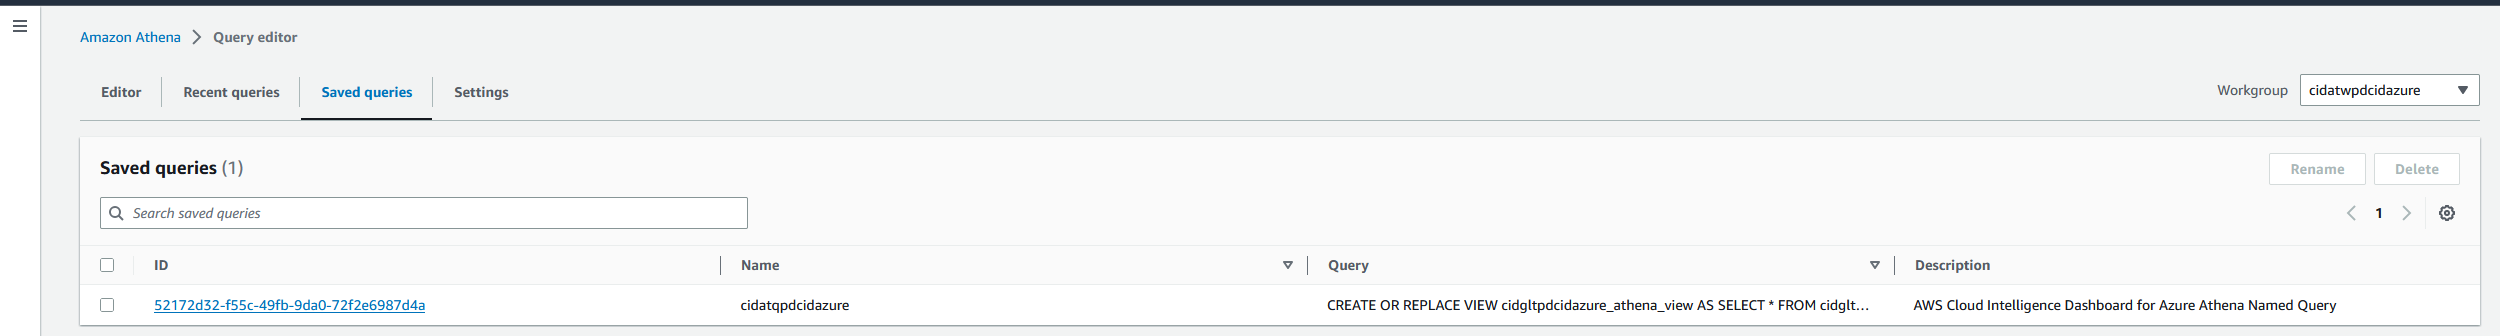 Amazon Athena > Query editor
Editor Recent queries Saved queries Settings Workgroup cidatwpdcidazure
Saved queries (1) Rename Delete
Search saved queries 1
ID Name Query Description
52172d32-f55c-49fb-9da0-72f2e6987d4a cidatqpdcidazure CREATE OR REPLACE VIEW cidgltpdcidazure_athena_view AS SELECT * FROM cidglt... AWS Cloud Intelligence Dashboard for Azure Athena Named Query